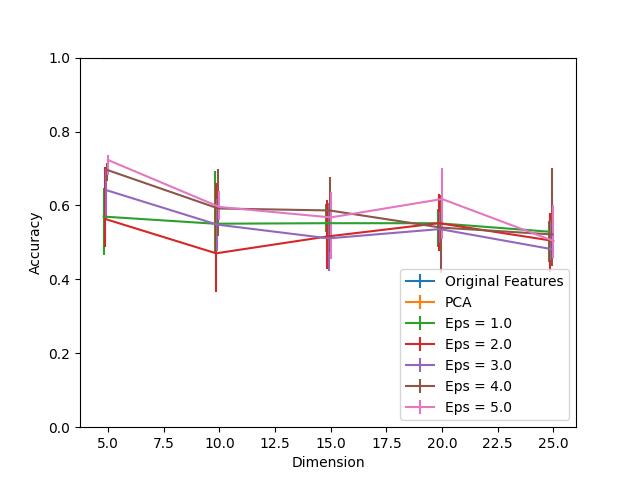 1.0
0.8
0.6
0.4
0.2
0.0
Accuracy
Original Features
PCA
Eps = 1.0
Eps = 2.0
Eps = 3.0
Eps = 4.0
Eps = 5.0
5.0 7.5 10.0 12.5 15.0 17.5 20.0 22.5 25.0
Dimension